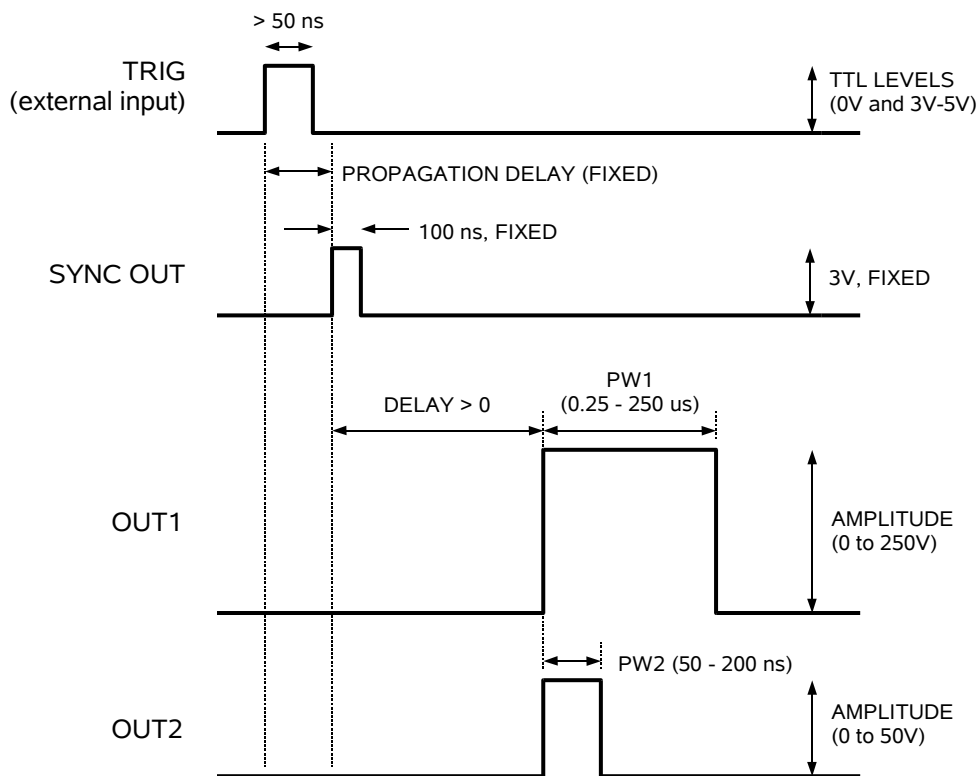 > 50 ns
TRIG
(external input)
TTL LEVELS
(0V and 3V-5V)
PROPAGATION DELAY (FIXED)
100 ns, FIXED
SYNC OUT
3V, FIXED
PW1
(0.25 - 250 us)
DELAY > 0
OUT1
AMPLITUDE
(0 to 250V)
PW2 (50 - 200 ns)
OUT2
AMPLITUDE
(0 to 50V)